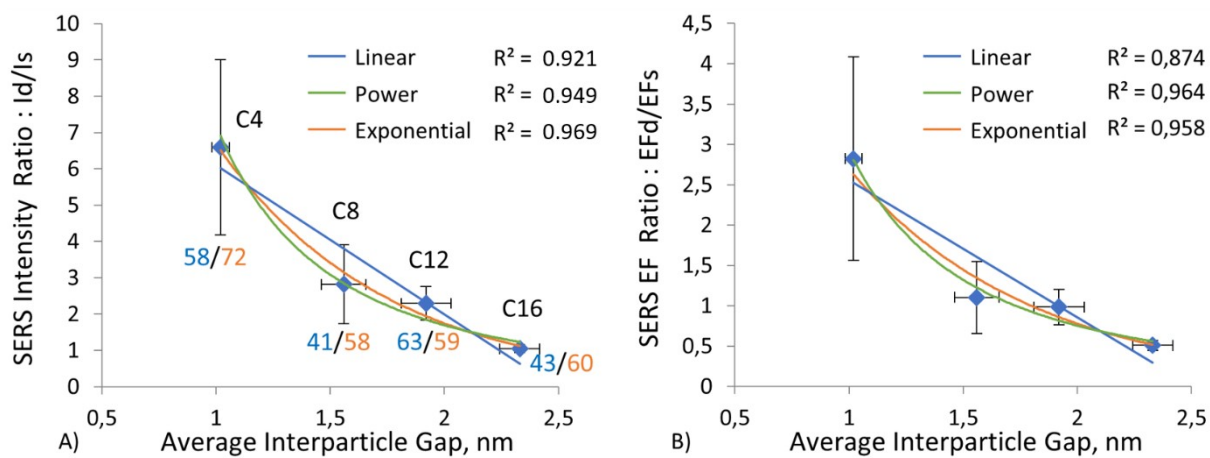 SERS Intensity Ratio : Id/Is
10
9
8
7
6
5
4
3
2
1
0
Linear R² = 0.921
Power R² = 0.949
Exponential R² = 0.969
C4
58/72
C8
41/58
C12
63/59
C16
43/60
0,5 1 1,5 2 2,5
A) Average Interparticle Gap, nm
SERS EF Ratio : EFd/EFs
4,5
4
3,5
3
2,5
2
1,5
1
0,5
0
Linear R² = 0,874
Power R² = 0,964
Exponential R² = 0,958
0,5 1 1,5 2 2,5
B) Average Interparticle Gap, nm